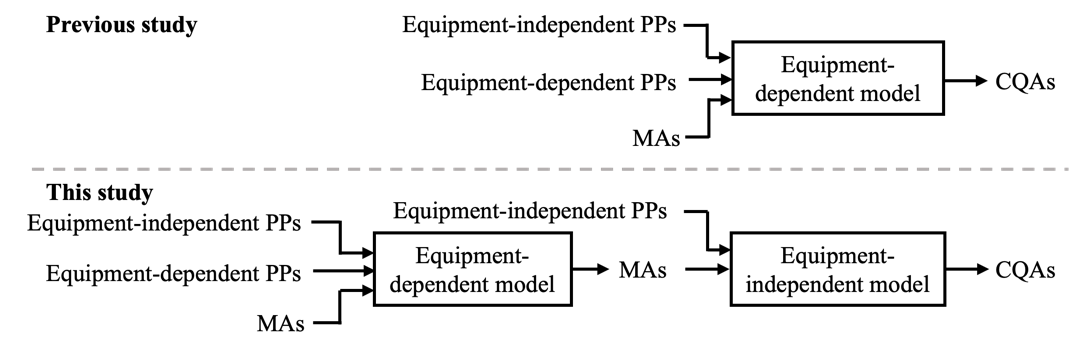 Previous study
Equipment-independent PPs
Equipment-dependent PPs
MAs
Equipment-
dependent model
CQAs
This study
Equipment-independent PPs
Equipment-dependent PPs
MAs
Equipment-
dependent model
MAs
Equipment-independent PPs
Equipment-
independent model
CQAs